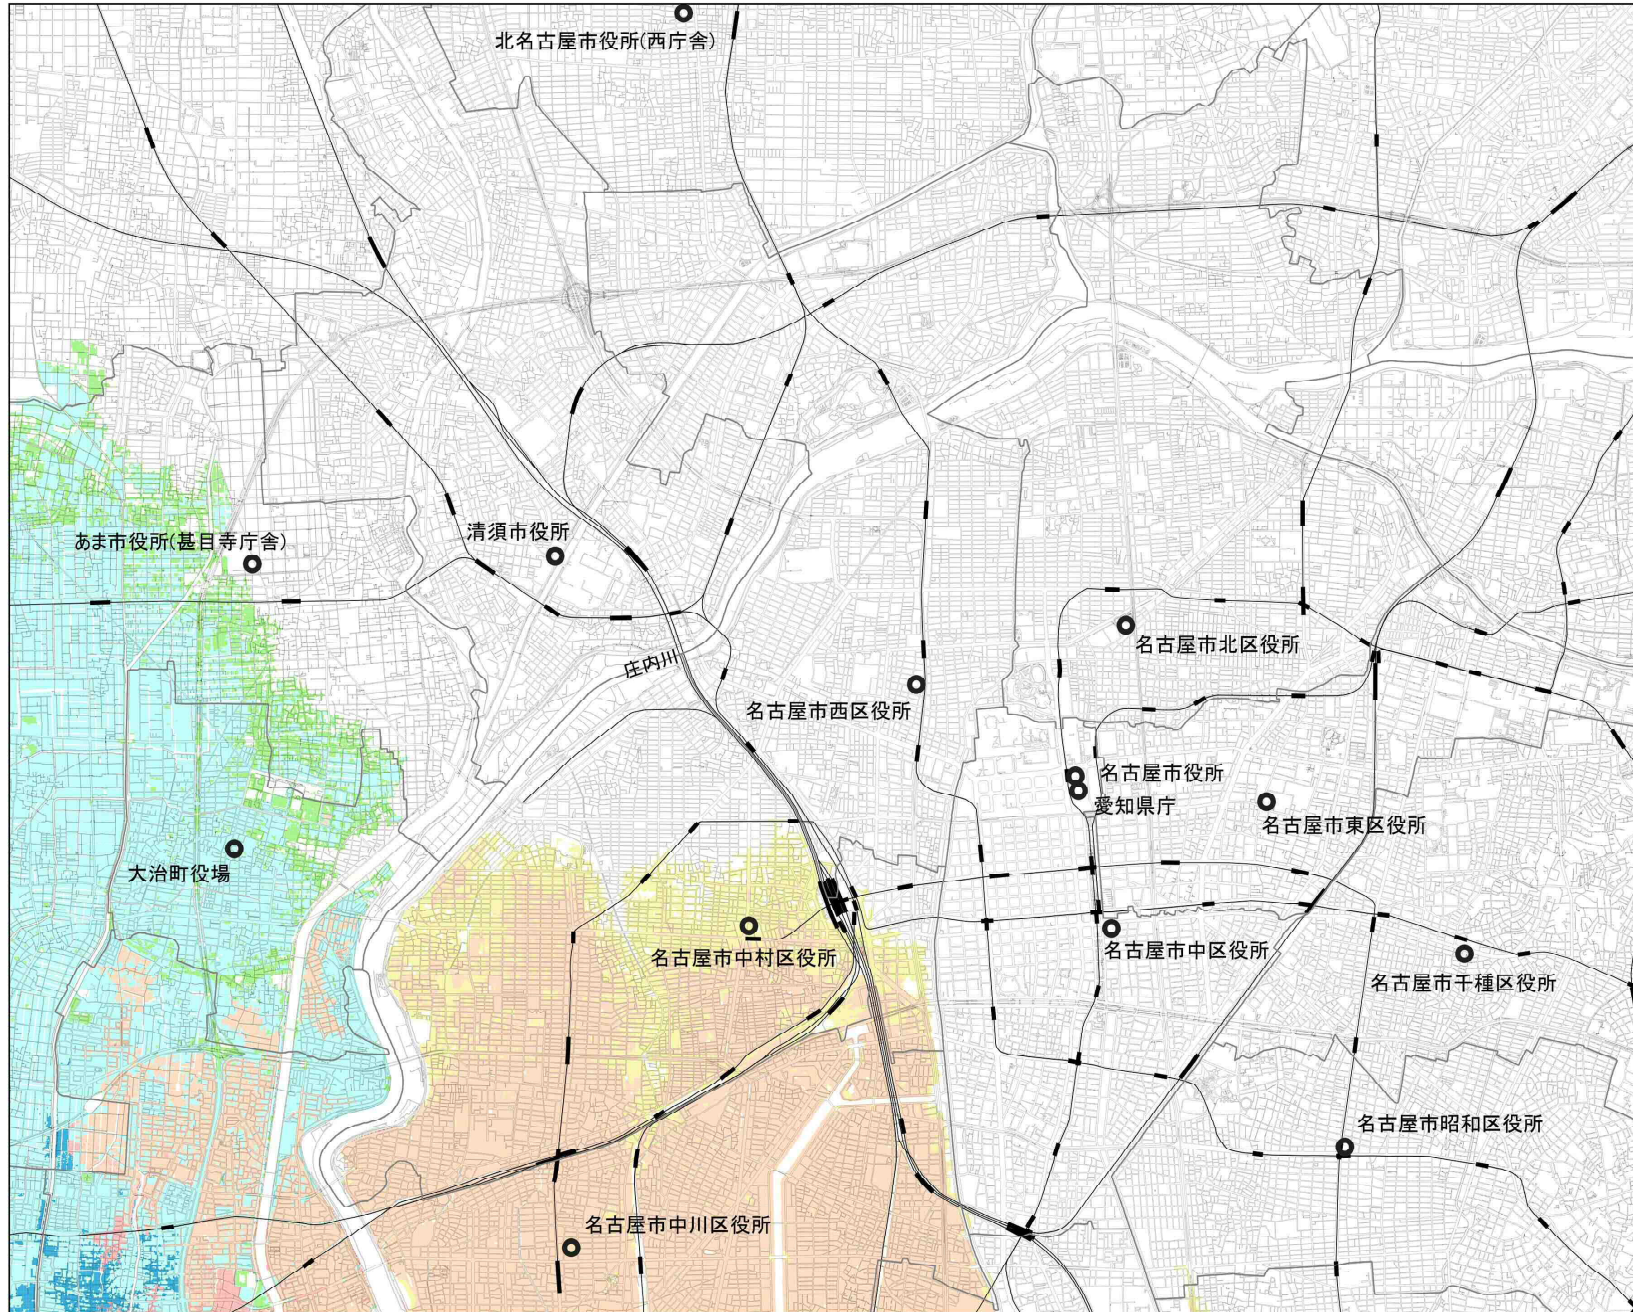 北名古屋市役所(西庁舎)
あま市役所(甚目寺庁舎)
清須市役所
庄内川
名古屋市北区役所
名古屋市西区役所
名古屋市役所
愛知県庁
名古屋市東区役所
大治町役場
名古屋市中村区役所
名古屋市中区役所
名古屋市千種区役所
名古屋市昭和区役所
名古屋市中川区役所